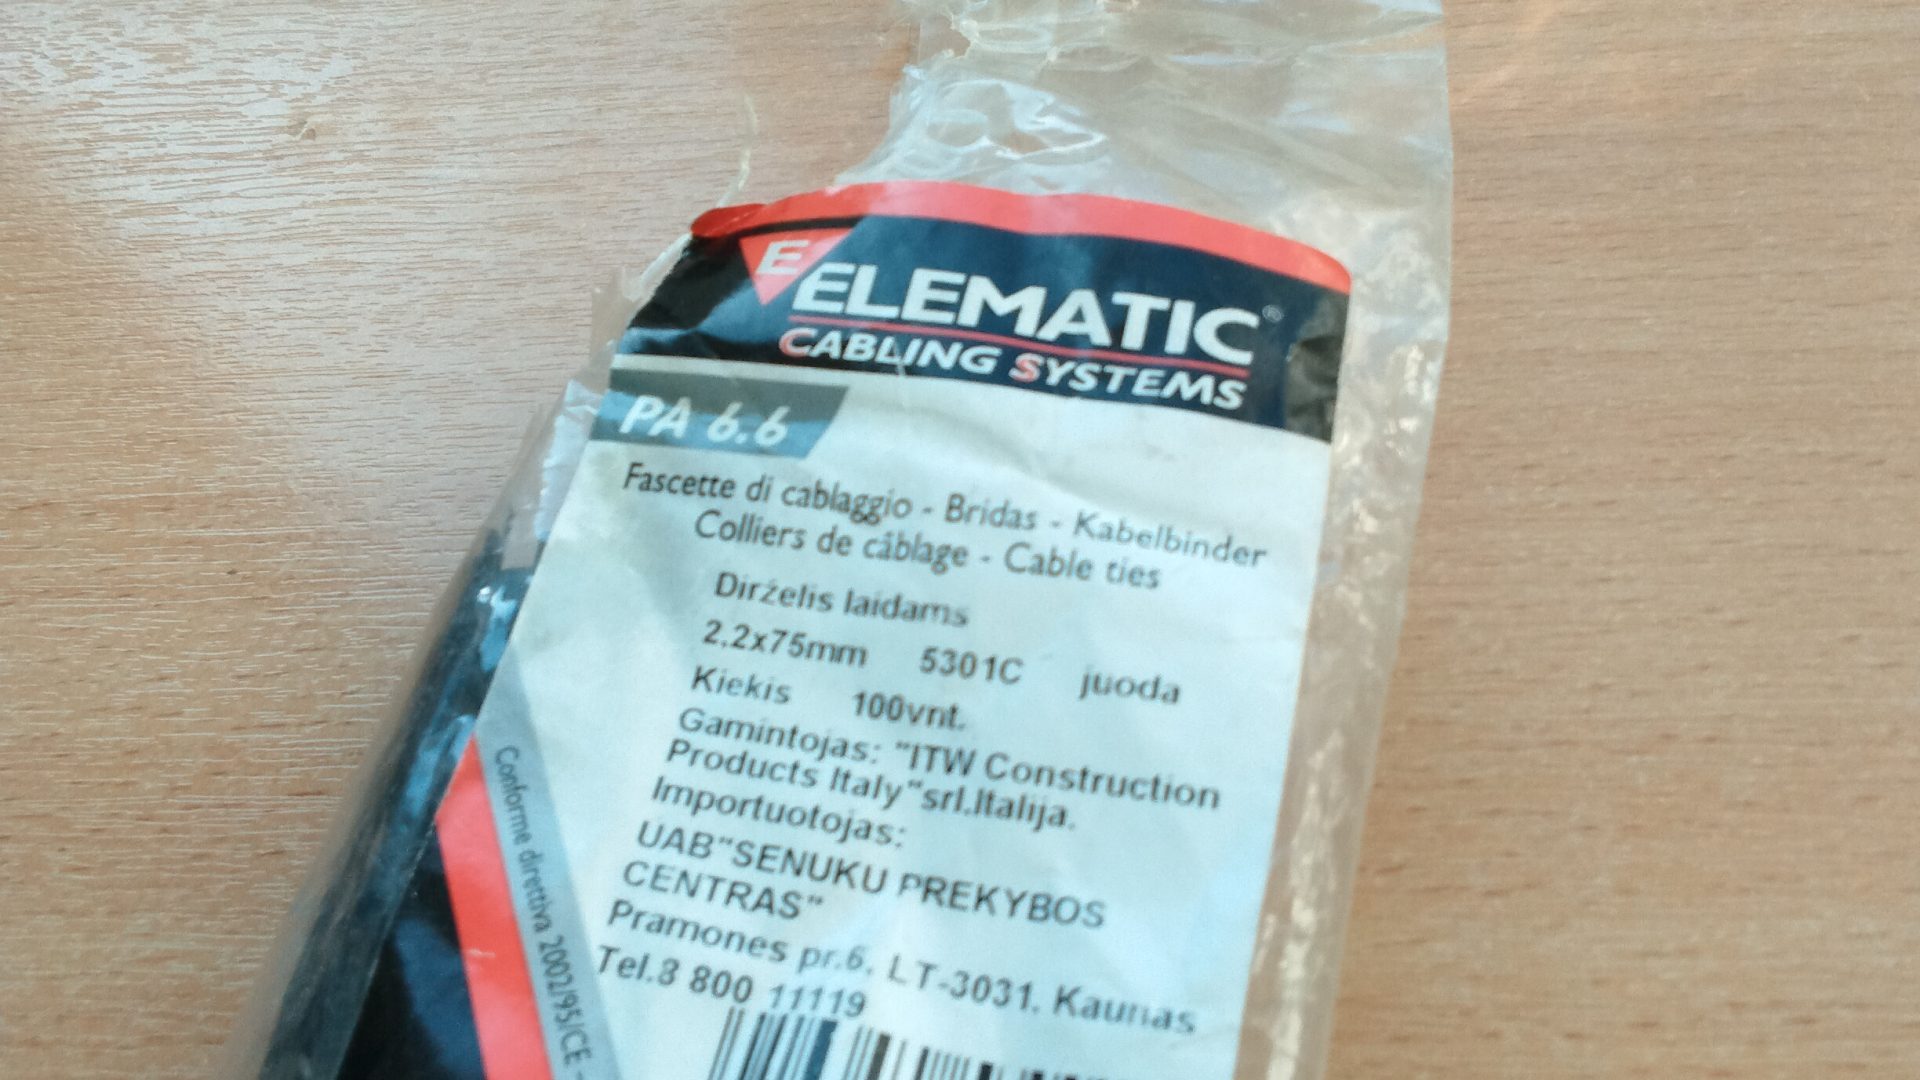 E
ELEMATIC®
CABLING SYSTEMS
PA 6.6
Fascette di cablaggio - Bridas - Kabelbinder
Colliers de câblage - Cable ties
Dirželis laidams
2.2x75mm 5301C juoda
Kiekis 100vnt.
Gamintojas: "ITW Construction
Products Italy"srl.Italija.
Importuotojas:
UAB"SENUKU PREKYBOS
CENTRAS"
Pramones pr.6, LT-3031. Kaunas
Tel.8 800 11119
Conforme direttiva 2002/95/CE -